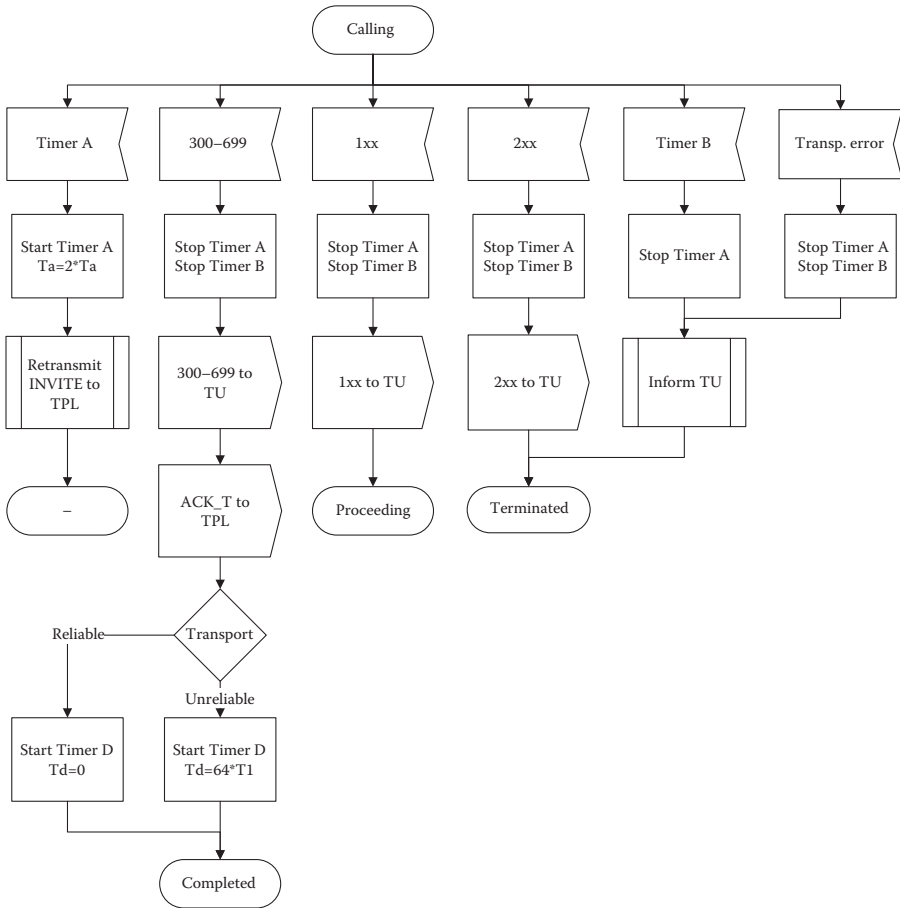 Calling
Timer A
300–699
1xx
2xx
Timer B
Transp. error
Start Timer A
Ta=2*Ta
Stop Timer A
Stop Timer B
Stop Timer A
Stop Timer B
Stop Timer A
Stop Timer B
Stop Timer A
Stop Timer A
Stop Timer B
Retransmit
INVITE to
TPL
300–699 to
TU
1xx to TU
2xx to TU
Inform TU
–
ACK_T to
TPL
Proceeding
Terminated
Reliable
Transport
Unreliable
Start Timer D
Td=0
Start Timer D
Td=64*T1
Completed